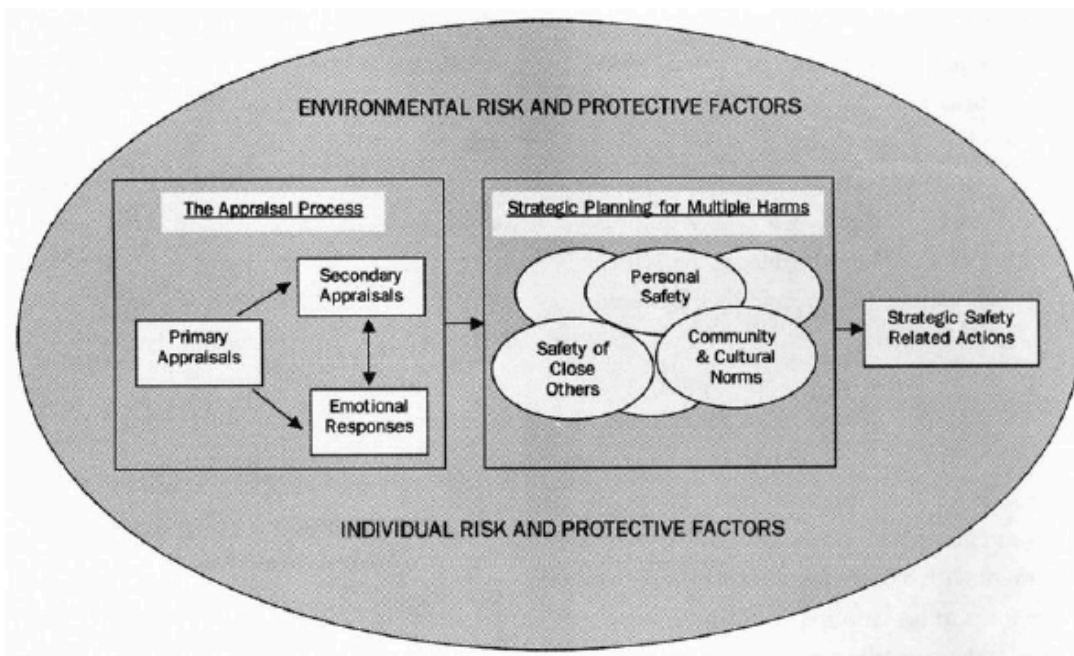 ENVIRONMENTAL RISK AND PROTECTIVE FACTORS
The Appraisal Process
Primary
Appraisals
Secondary
Appraisals
Emotional
Responses
Strategic Planning for Multiple Harms
Personal
Safety
Safety of
Close
Others
Community
& Cultural
Norms
Strategic Safety
Related Actions
INDIVIDUAL RISK AND PROTECTIVE FACTORS